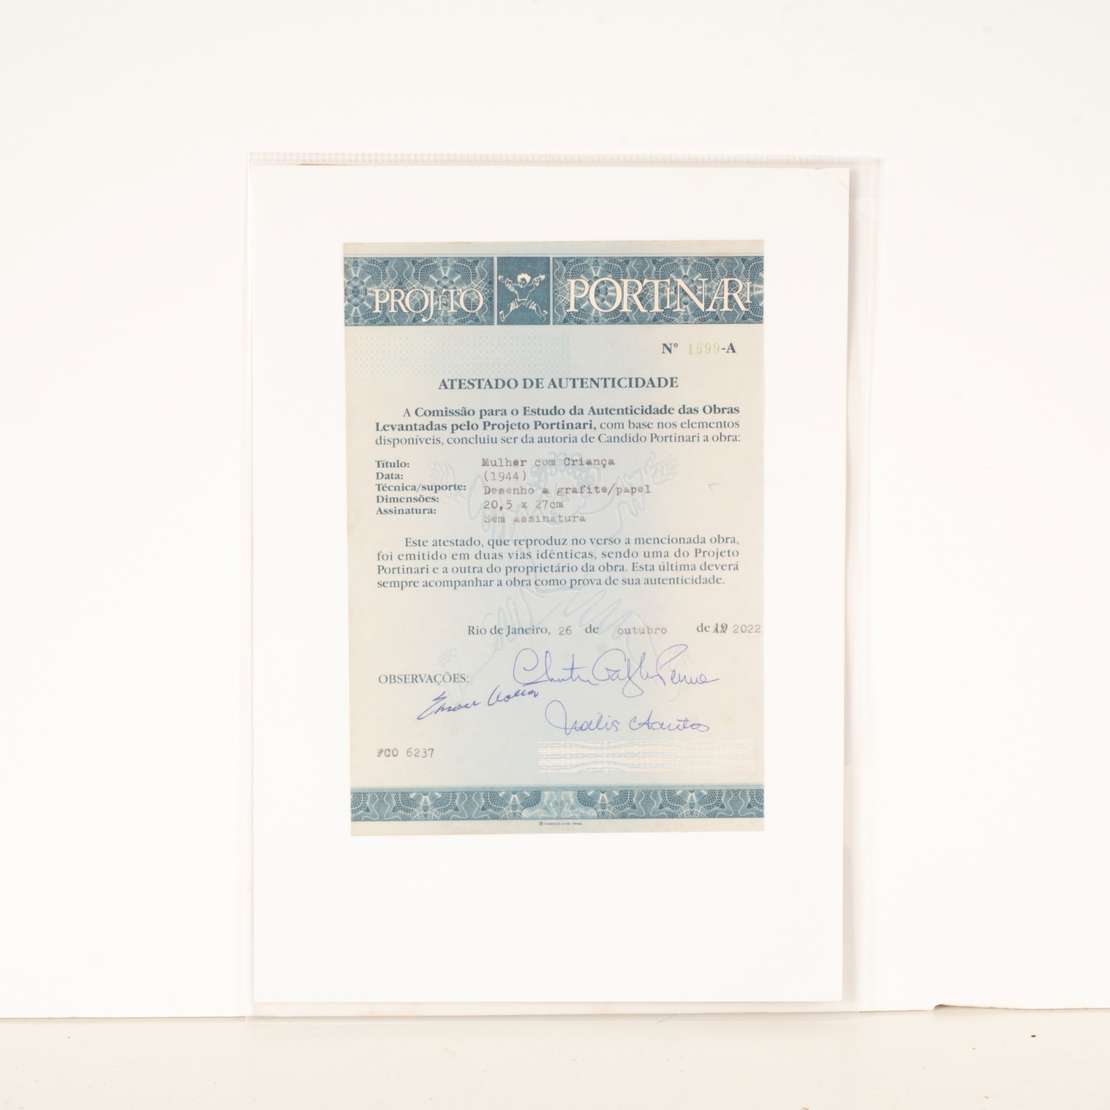 PROJETO PORTINARI
Nº 1699-A
ATESTADO DE AUTENTICIDADE
A Comissão para o Estudo da Autenticidade das Obras
Levantadas pelo Projeto Portinari, com base nos elementos
disponíveis, concluiu ser da autoria de Candido Portinari a obra:
Título: Mulher com Criança
Data: (1944)
Técnica/suporte: Desenho a grafite/papel
Dimensões: 20,5 x 27cm
Assinatura: Sem assinatura
Este atestado, que reproduz no verso a mencionada obra,
foi emitido em duas vias idênticas, sendo uma do Projeto
Portinari e a outra do proprietário da obra. Esta última deverá
sempre acompanhar a obra como prova de sua autenticidade.
Rio de Janeiro, 26 de outubro de 2022
OBSERVAÇÕES:
FCO 6237